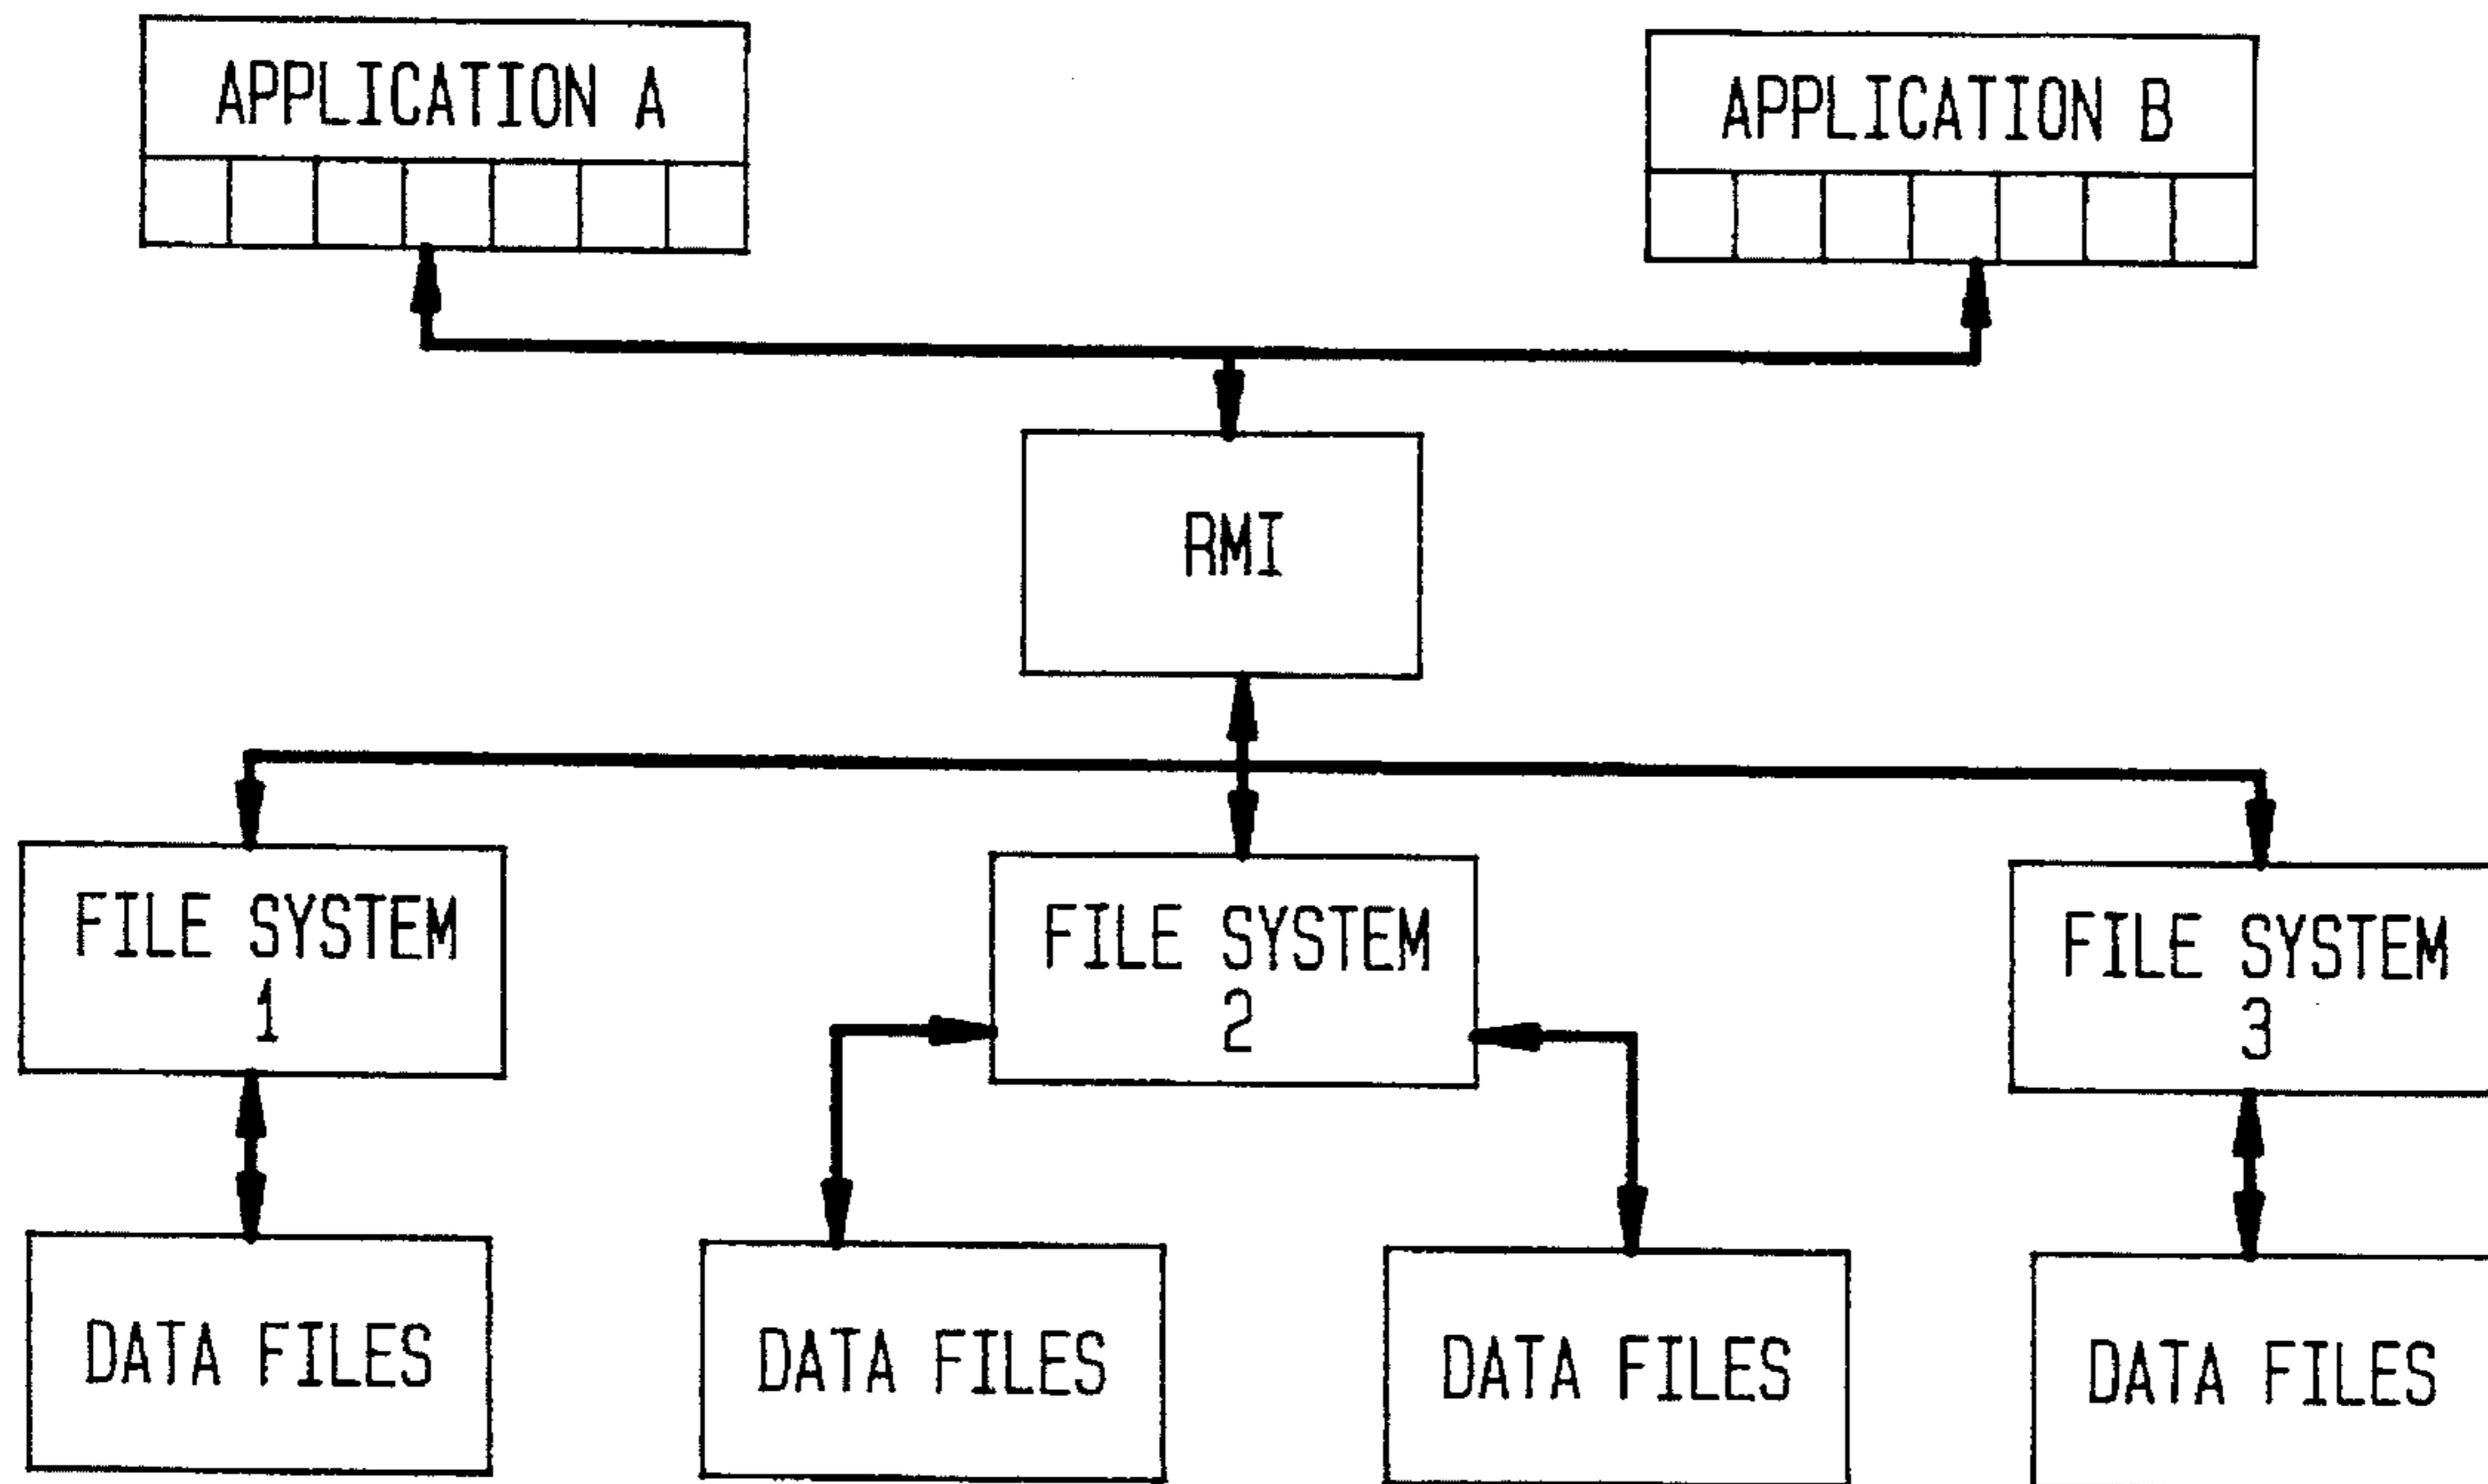 APPLICATION A
APPLICATION B
RMI
FILE SYSTEM
1
FILE SYSTEM
2
FILE SYSTEM
3
DATA FILES
DATA FILES
DATA FILES
DATA FILES